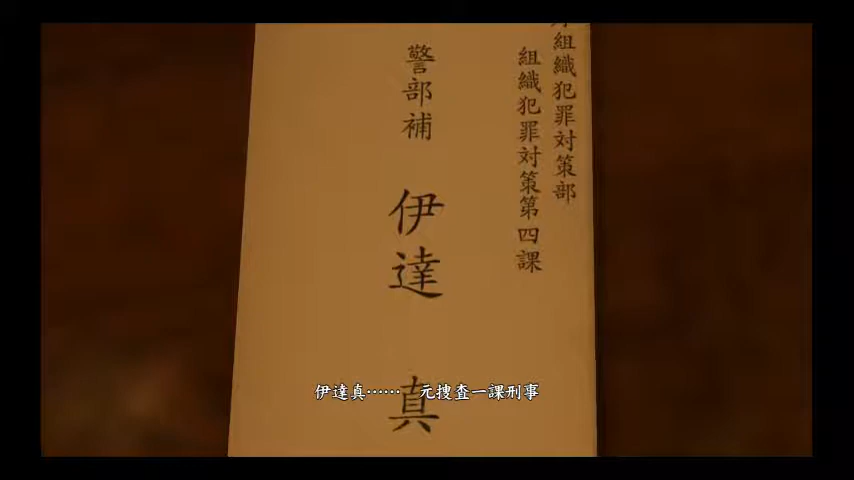 組織犯罪対策部
組織犯罪対策第四課
警部補
伊達 真
伊達真…… 元捜査一課刑事